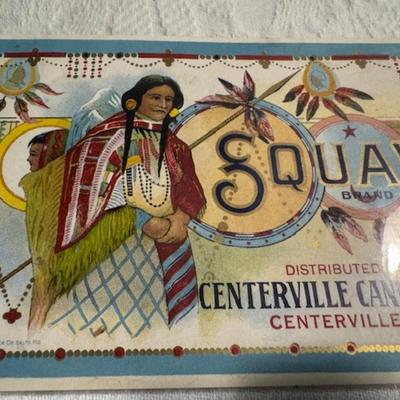 SQUA
BRAND
DISTRIBUTED
CENTERVILLE CAN
CENTERVILLE